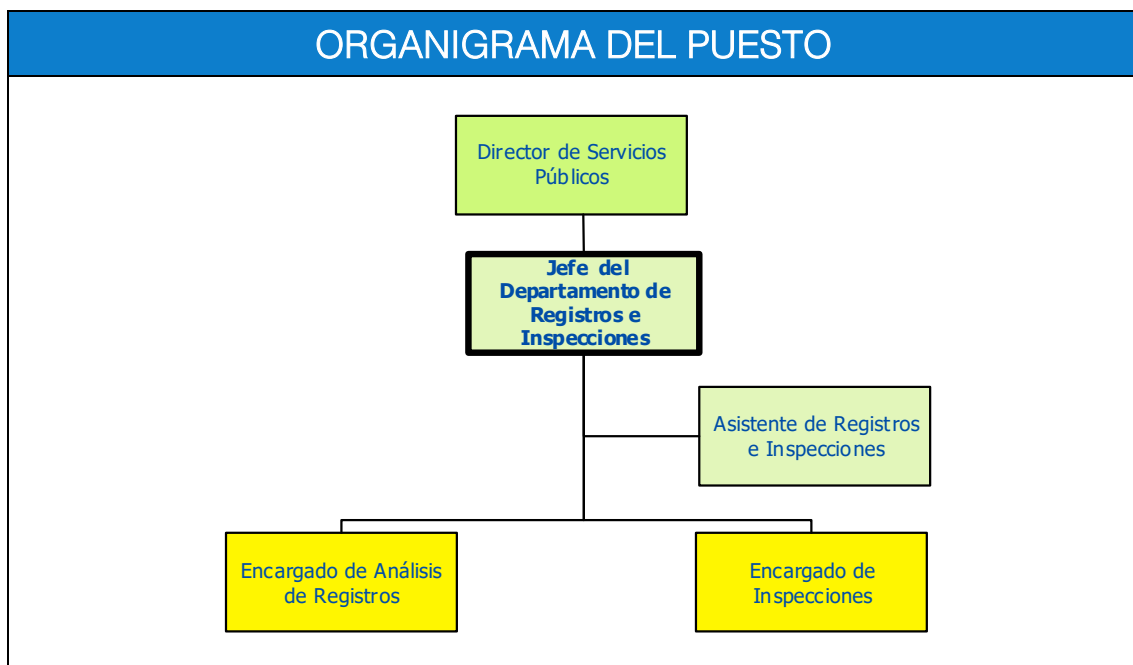 ORGANIGRAMA DEL PUESTO
Director de Servicios
Públicos
Jefe del
Departamento de
Registros e
Inspecciones
Asistente de Registros
e Inspecciones
Encargado de Análisis
de Registros
Encargado de
Inspecciones